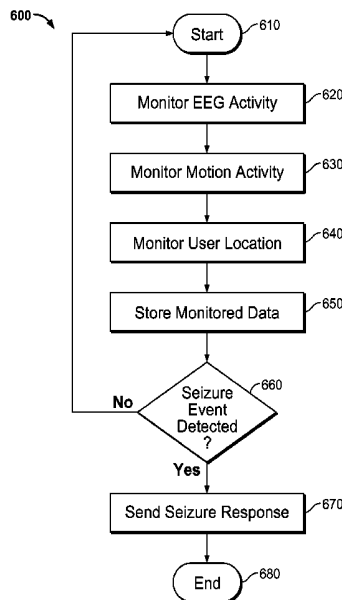 600
Start
610
Monitor EEG Activity
620
Monitor Motion Activity
630
Monitor User Location
640
Store Monitored Data
650
Seizure
Event
Detected
?
660
No
Yes
Send Seizure Response
670
End
680